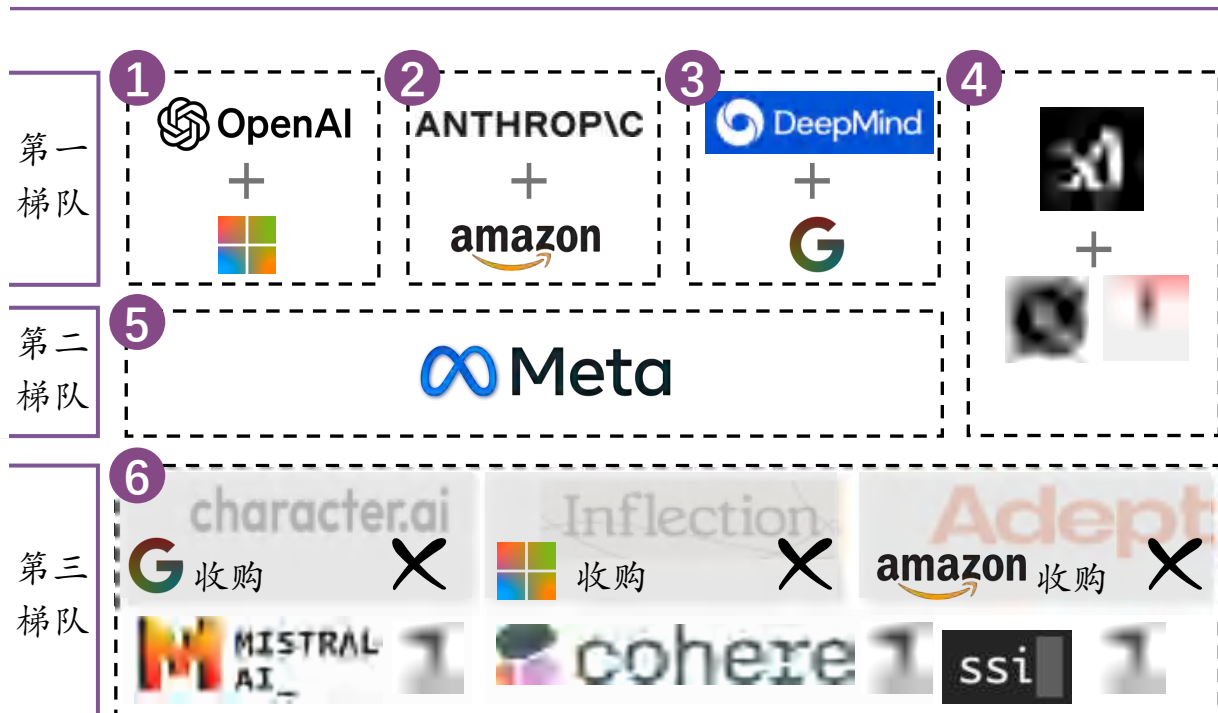 1
2
3
4
第一
梯队
OpenAI
ANTHROP\C
DeepMind
+
+
+
amazon
G
xI
+
第二
梯队
5
Meta
第三
梯队
6
character.ai
Inflection
Adept
G 收购
收购
amazon 收购
MISTRAL
AI_
cohere
ssi